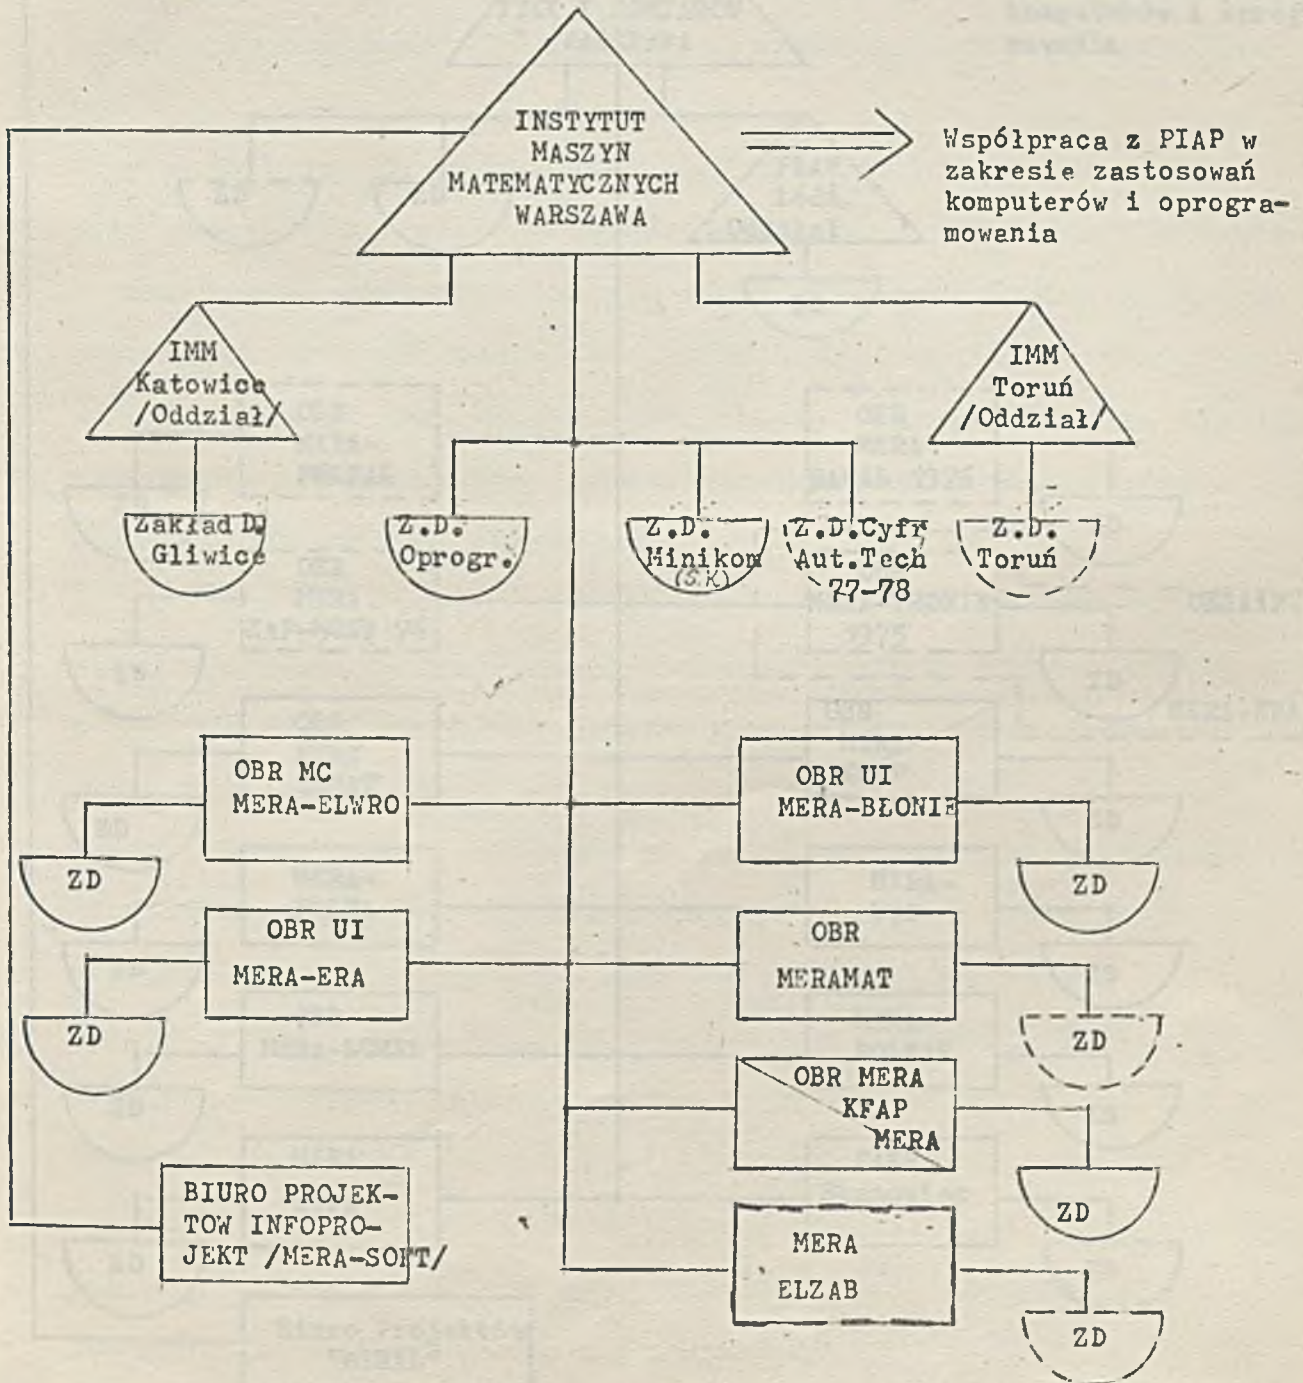 INSTYTUT
MASZYN
MATEMATYCZNYCH
WARSZAWA
Współpraca z PIAP w
zakresie zastosowań
komputerów i oprogra-
mowania
IMM
Katowice
/Oddział/
IMM
Toruń
/Oddział/
Zakład D.
Gliwice
Z.D.
Oprogr.
Z.D.
Minikom
(S.K)
Z.D.Cyfr
Aut.Tech
77-78
Z.D.
Toruń
OBR MC
MERA-ELWRO
ZD
OBR UI
MERA-BŁONIE
ZD
OBR UI
MERA-ERA
ZD
OBR
MERAMAT
ZD
OBR MERA
KFAP
MERA
ZD
BIURO PROJEK-
TOW INFOPRO-
JEKT /MERA-SOFT/
MERA
ELZAB
ZD